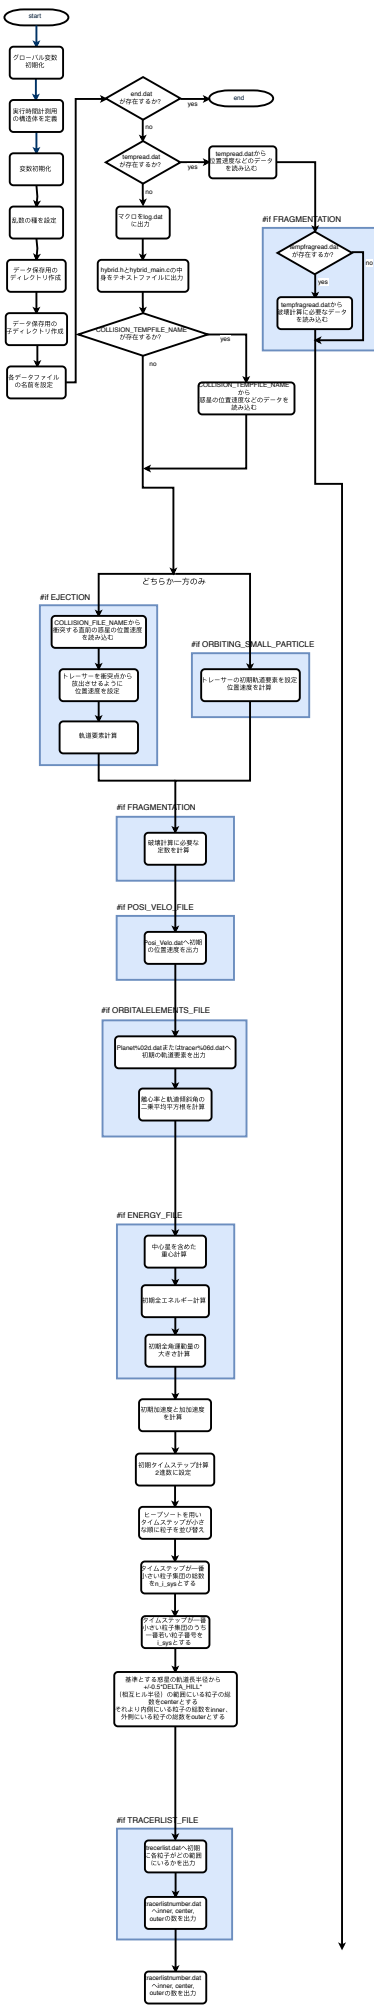 start
グローバル変数
初期化
実行時間計測用
の構造体を定義
変数初期化
乱数の種を設定
データ保存用の
ディレクトリ作成
データ保存用の
子ディレクトリ作成
各データファイル
の名前を設定
end.dat
が存在するか?
yes
end
no
tempread.dat
が存在するか?
yes
tempread.datから
位置速度などのデータ
を読み込む
no
マクロをlog.dat
に出力
hybrid.hとhybrid_main.cの中
身をテキストファイルに出力
COLLISION_TEMPFILE_NAME
が存在するか?
yes
no
COLLISION_TEMPFILE_NAME
から
惑星の位置速度などのデータを
読み込む
#if FRAGMENTATION
tempfragread.dat
が存在するか?
no
yes
tempfragread.datから
破壊計算に必要なデータ
を読み込む
どちらか一方のみ
#if EJECTION
COLLISION_FILE_NAMEから
衝突する直前の惑星の位置速度
を読み込む
トレーサーを衝突点から
放出させるように
位置速度を設定
軌道要素計算
#if ORBITING_SMALL_PARTICLE
トレーサーの初期軌道要素を設定
位置速度を計算
#if FRAGMENTATION
破壊計算に必要な
定数を計算
#if POSI_VELO_FILE
Posi_Velo.datへ初期
の位置速度を出力
#if ORBITALELEMENTS_FILE
Planet%02d.datまたはtracer%06d.datへ
初期の軌道要素を出力
離心率と軌道傾斜角の
二乗平均平方根を計算
#if ENERGY_FILE
中心星を含めた
重心計算
初期全エネルギー計算
初期全角運動量の
大きさ計算
初期加速度と加加速度
を計算
初期タイムステップ計算
2進数に設定
ヒープソートを用い
タイムステップが小さ
な順に粒子を並び替え
タイムステップが一番
小さい粒子集団の総数
をn_i_sysとする
タイムステップが一番
小さい粒子集団のうち
一番若い粒子番号を
i_sysとする
基準とする惑星の軌道長半径から
+/-0.5*DELTA_HILL*
（相互ヒル半径）の範囲にいる粒子の総
数をcenterとする
それより内側にいる粒子の総数をinner、
外側にいる粒子の総数をouterとする
#if TRACERLIST_FILE
trecerlist.datへ初期
に各粒子がどの範囲
にいるかを出力
racerlistnumber.dat
へinner, center,
outerの数を出力
racerlistnumber.dat
へinner, center,
outerの数を出力